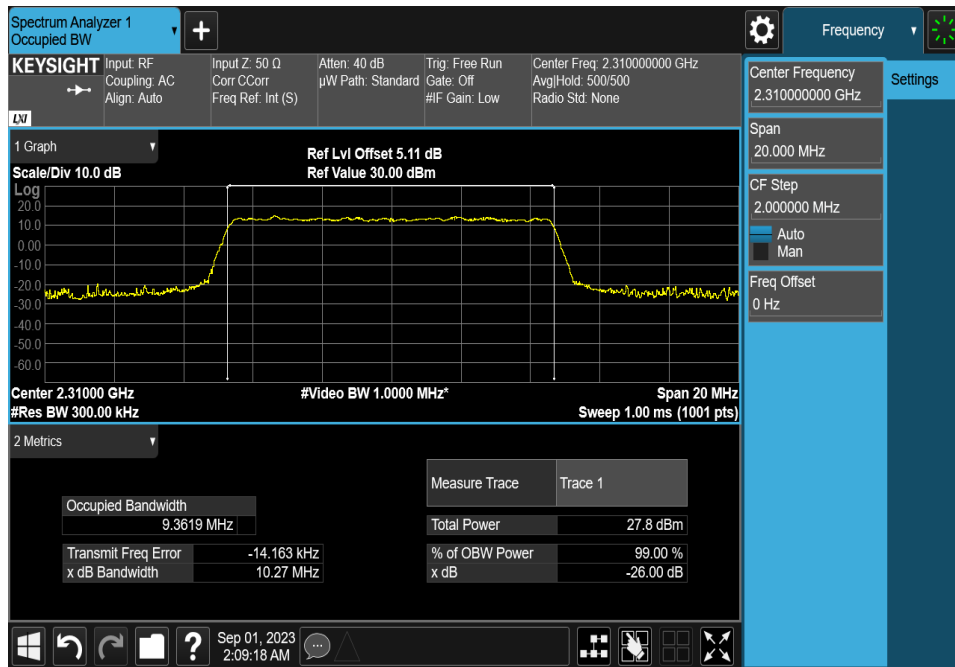 Spectrum Analyzer 1
Occupied BW
Frequency
KEYSIGHT
LXI
Input: RF
Coupling: AC
Align: Auto
Input Z: 50 Ω
Corr CCorr
Freq Ref: Int (S)
Atten: 40 dB
µW Path: Standard
Trig: Free Run
Gate: Off
#IF Gain: Low
Center Freq: 2.310000000 GHz
Avg|Hold: 500/500
Radio Std: None
Center Frequency
2.310000000 GHz
Settings
Span
20.000 MHz
CF Step
2.000000 MHz
Auto
Man
Freq Offset
0 Hz
1 Graph
Scale/Div 10.0 dB
Ref Lvl Offset 5.11 dB
Ref Value 30.00 dBm
Log
20.0
10.0
0.00
-10.0
-20.0
-30.0
-40.0
-50.0
-60.0
Center 2.31000 GHz
#Video BW 1.0000 MHz*
Span 20 MHz
#Res BW 300.00 kHz
Sweep 1.00 ms (1001 pts)
2 Metrics
Measure Trace Trace 1
Occupied Bandwidth
9.3619 MHz
Total Power 27.8 dBm
Transmit Freq Error -14.163 kHz
% of OBW Power 99.00 %
x dB Bandwidth 10.27 MHz
x dB -26.00 dB
Sep 01, 2023
2:09:18 AM